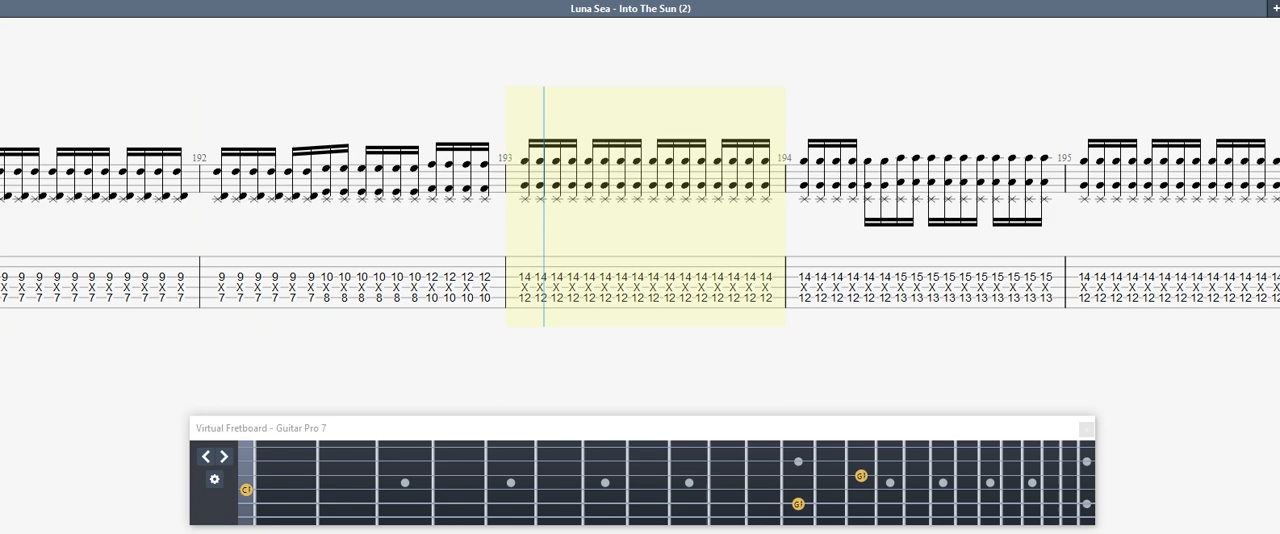 Luna Sea - Into The Sun (2)
192 193 194 195
9 9 9 9 9 9 9 9 9 9 9 9 9 9 9 9 9 10 10 10 10 10 10 12 12 12 12 14 14 14 14 14 14 14 14 14 14 14 14 14 14 14 14 14 14 14 14 14 14 15 15 15 15 15 15 15 15 15 15 14 14 14 14 14 14 14 14 14 14 14 14 14
X X X X X X X X X X X X X X X X X X X X X X X X X X X X X X X X X X X X X X X X X X X X X X X X X X X X X X X X X X X X X X X X X X X X X X X X
7 7 7 7 7 7 7 7 7 7 7 7 7 7 7 7 7 8 8 8 8 8 8 10 10 10 10 12 12 12 12 12 12 12 12 12 12 12 12 12 12 12 12 12 12 12 12 12 12 13 13 13 13 13 13 13 13 13 13 12 12 12 12 12 12 12 12 12 12 12 12 12
Virtual Fretboard - Guitar Pro 7